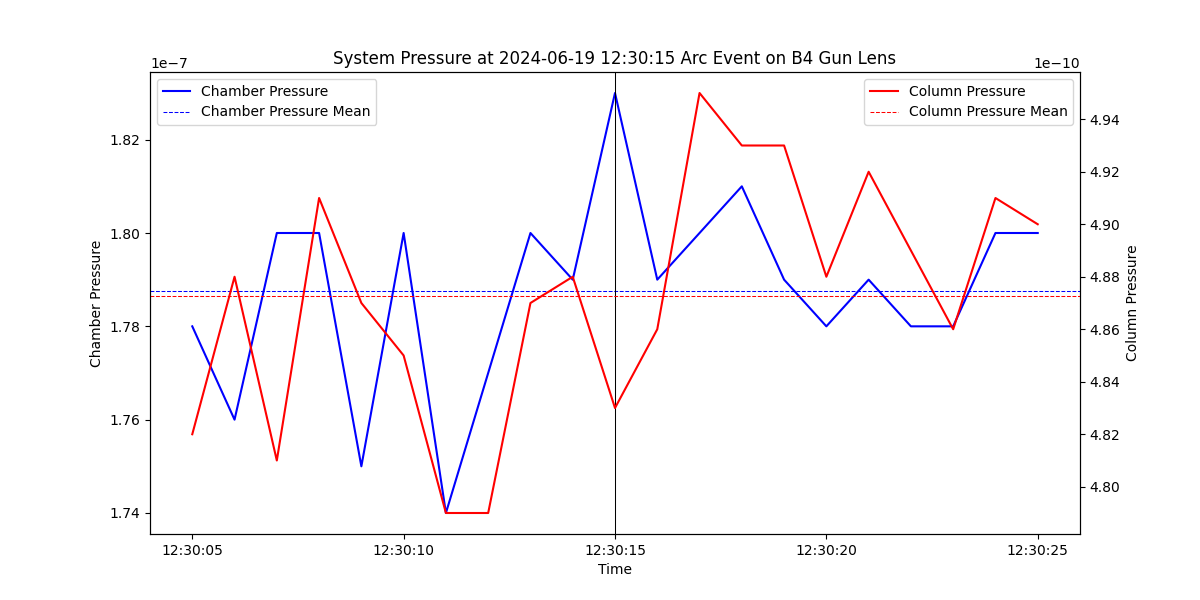 System Pressure at 2024-06-19 12:30:15 Arc Event on B4 Gun Lens
1e−7
1e−10
Chamber Pressure
Chamber Pressure Mean
Column Pressure
Column Pressure Mean
1.82
1.80
1.78
1.76
1.74
Chamber Pressure
4.94
4.92
4.90
4.88
4.86
4.84
4.82
4.80
Column Pressure
12:30:05
12:30:10
12:30:15
12:30:20
12:30:25
Time